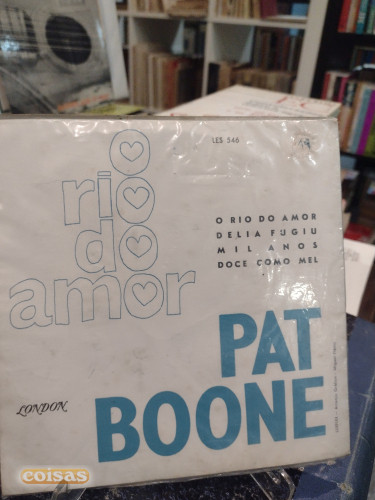 o
rio
do
amor
LES 546
O RIO DO AMOR
DELIA FUGIU
MIL ANOS
DOCE COMO MEL
PAT
BOONE
LONDON
coisas